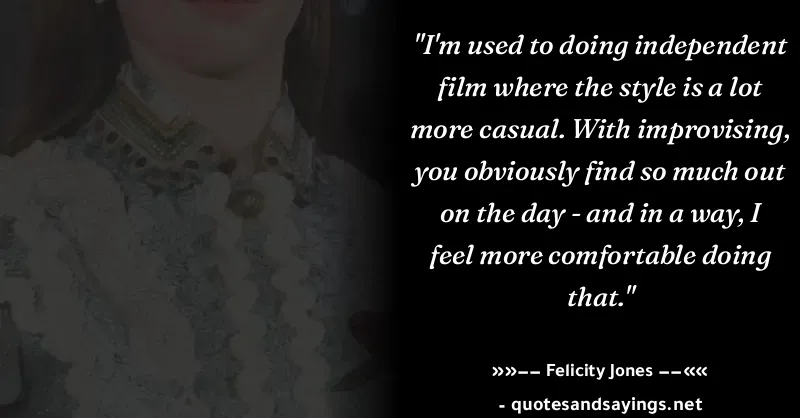 "I'm used to doing independent
film where the style is a lot
more casual. With improvising,
you obviously find so much out
on the day - and in a way, I
feel more comfortable doing
that."
»»−− Felicity Jones −−««
- quotesandsayings.net